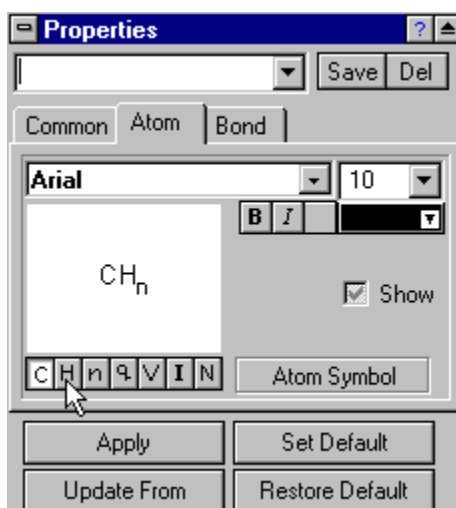 Properties ?
Save Del
Common Atom Bond
Arial 10
B I
CHn
Show
C H n q V I N
Atom Symbol
Apply Set Default
Update From Restore Default